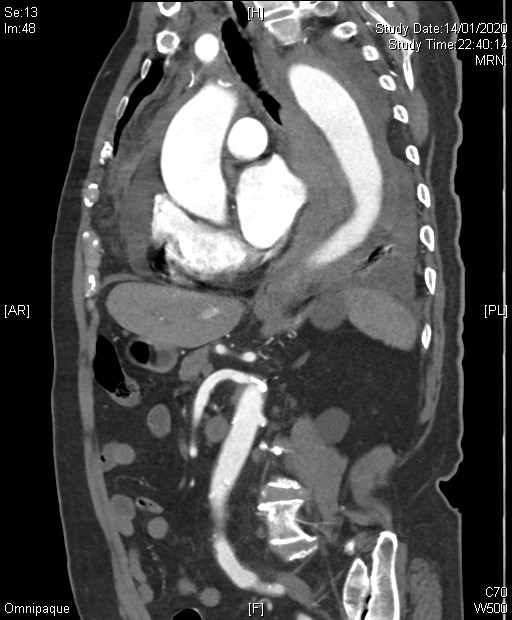 Se:13
Im:48
[H]
Study Date:14/01/2020
Study Time:22:40:14
MRN:
[AR]
[PL]
Omnipaque
[F]
C70
W500